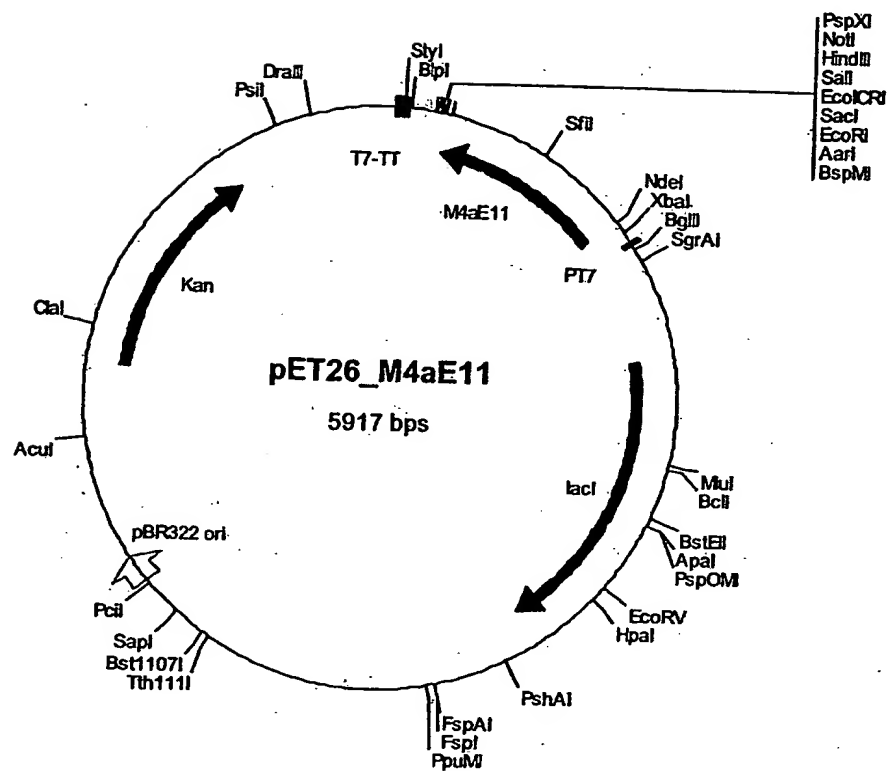 PspXI
NotI
HindIII
SalI
EcoICRI
SacI
EcoRI
AarI
BspMI
StyI
BlpI
DraIII
PsiI
SfiI
T7-TT
NdeI
XbaI
BglII
SgrAI
M4aE11
PT7
Kan
ClaI
pET26_M4aE11
5917 bps
AcuI
lacI
MluI
BclI
BstEII
ApaI
PspOMI
pBR322 ori
EcoRV
HpaI
PciI
SapI
Bst1107I
Tth111I
PshAI
FspAI
FspI
PpuMI